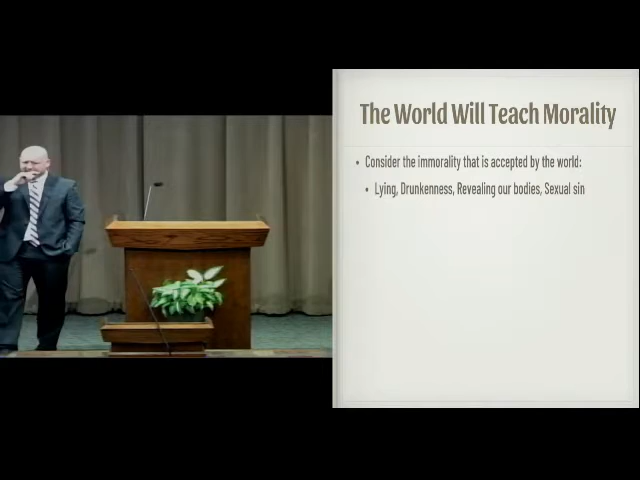 The World Will Teach Morality
• Consider the immorality that is accepted by the world:
• Lying, Drunkenness, Revealing our bodies, Sexual sin